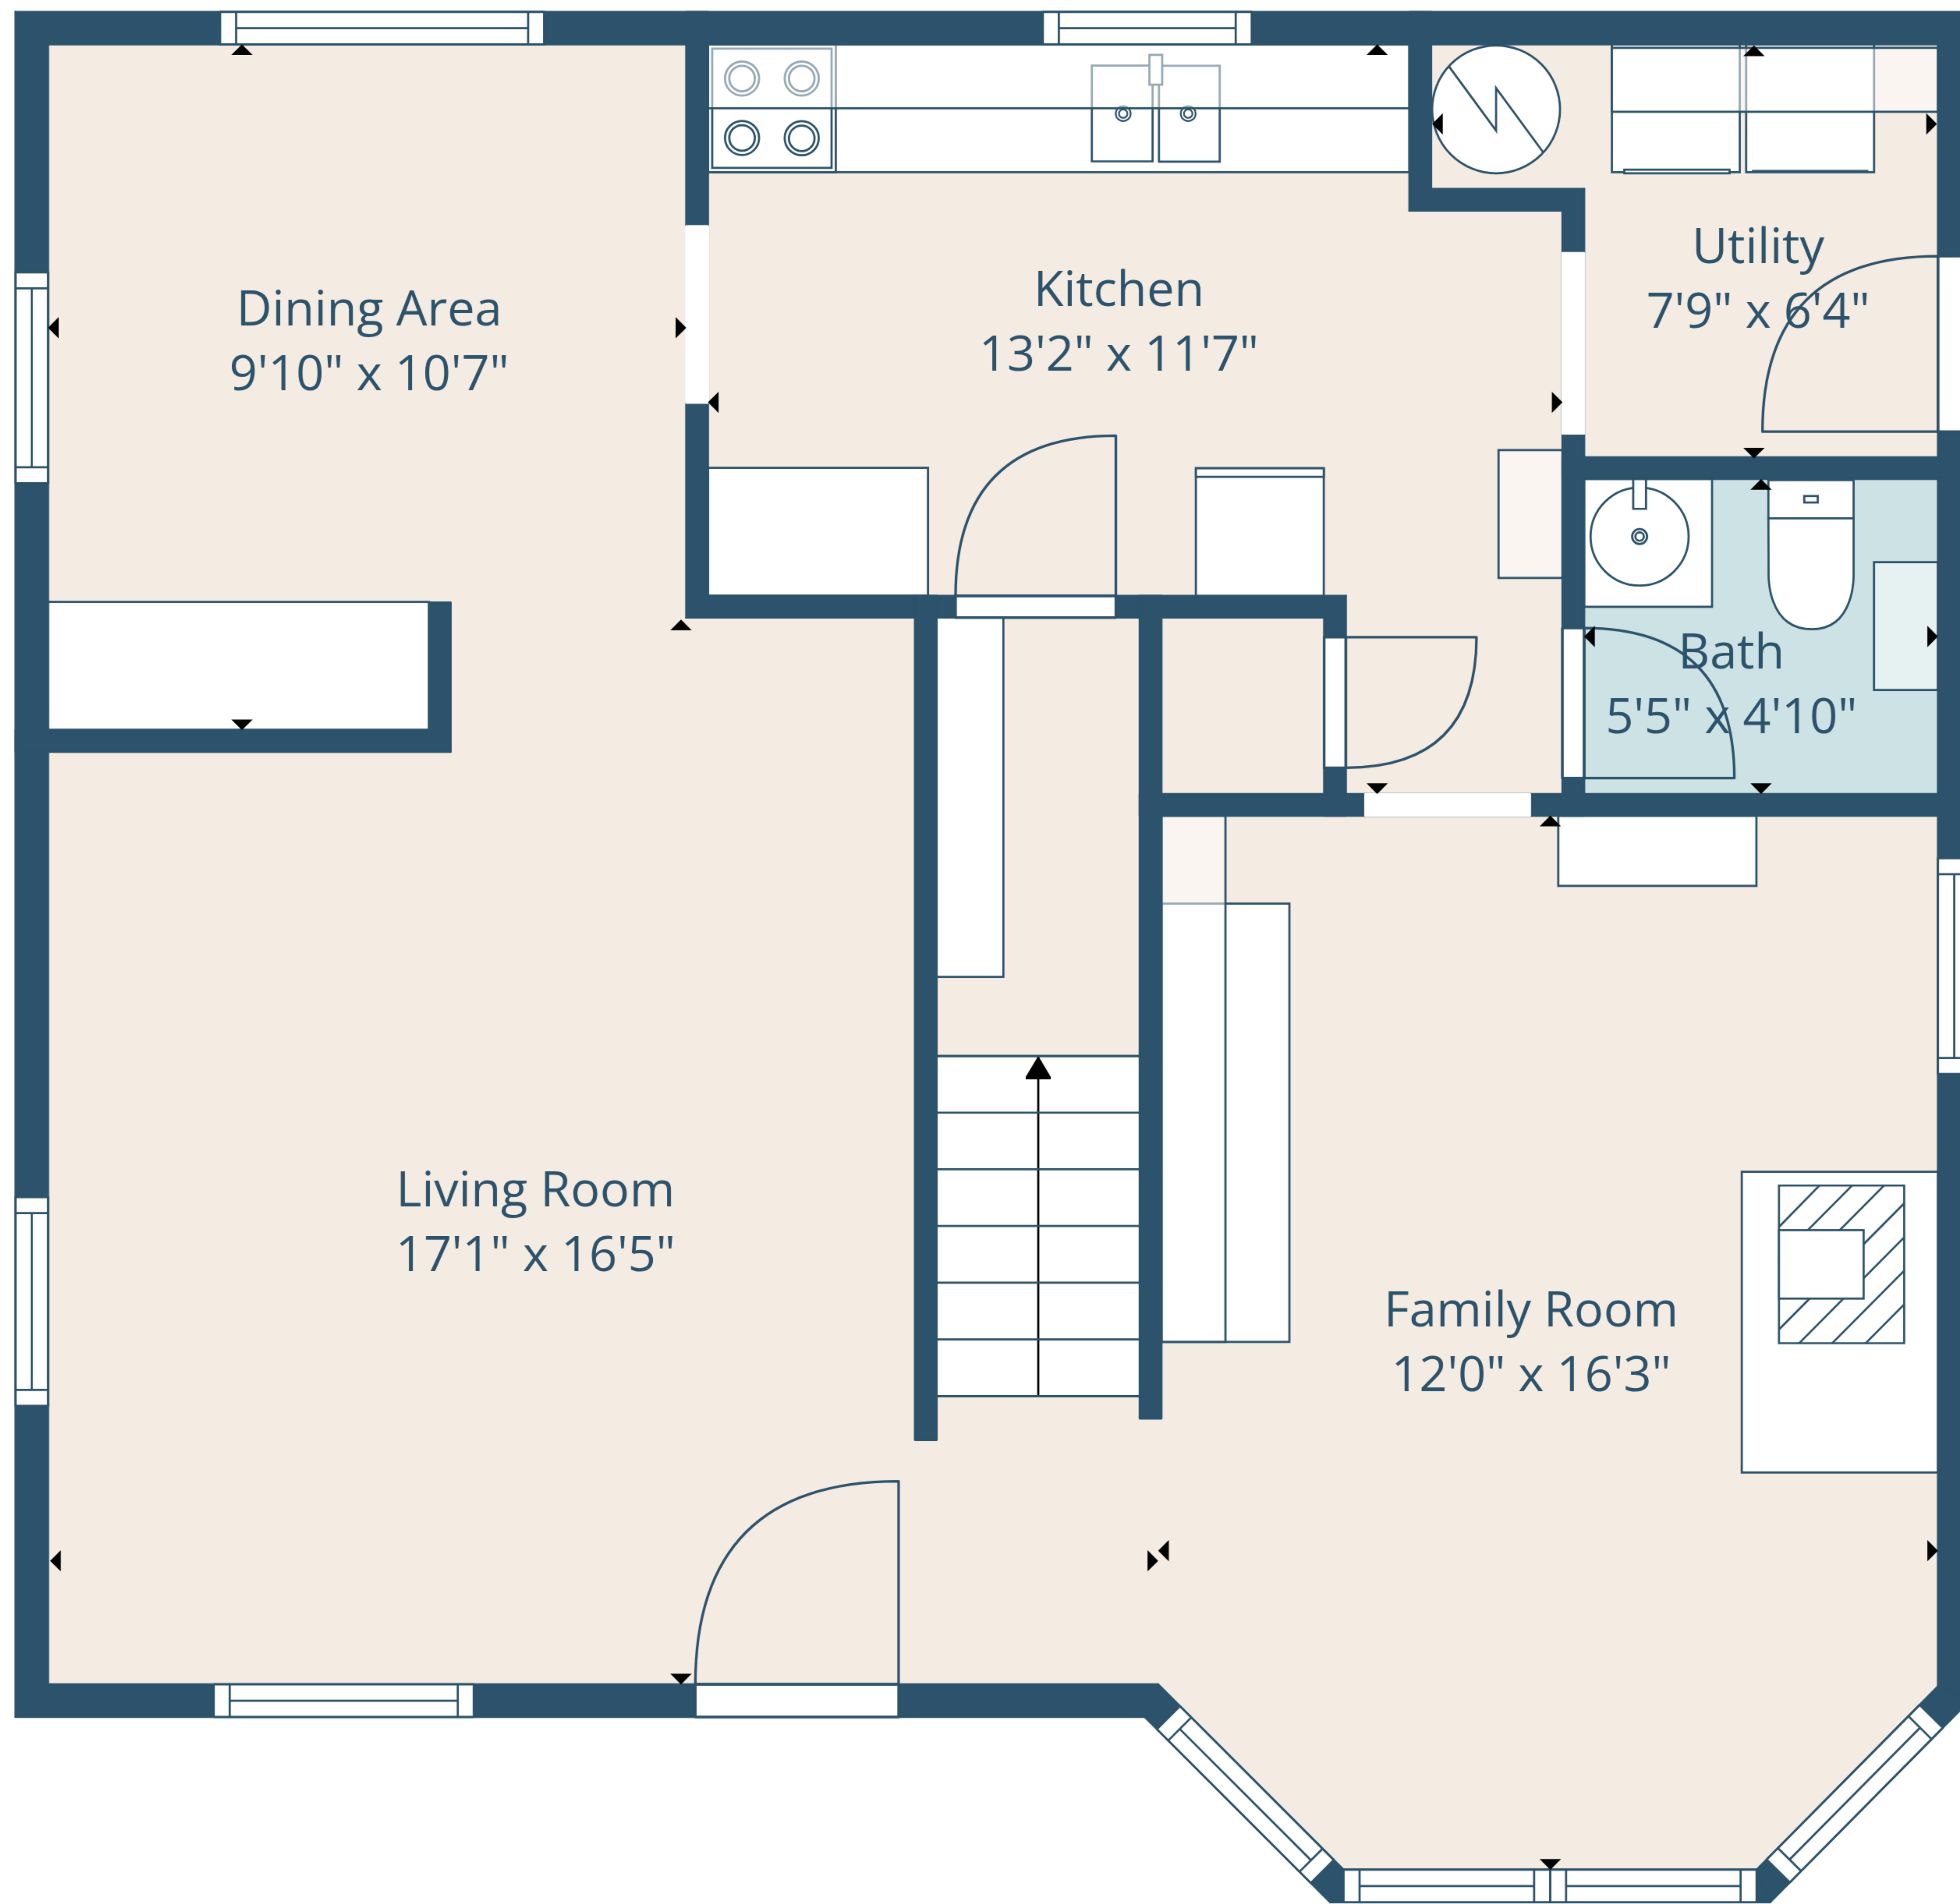 Utility
7'9" x 6'4"
Kitchen
13'2" x 11'7"
Dining Area
9'10" x 10'7"
Bath
5'5" x 4'10"
Living Room
17'1" x 16'5"
Family Room
12'0" x 16'3"